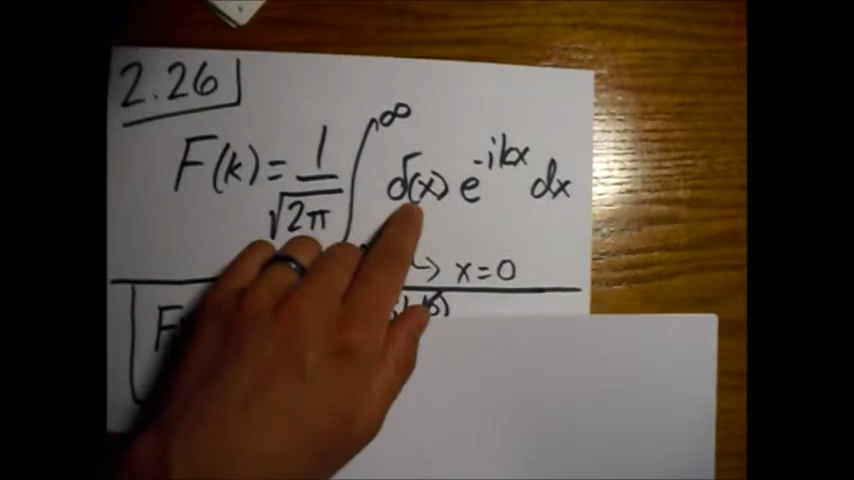 2.26
F(k) = 1/√2π ∫ ∞ δ(x) e^-ikx dx
↳ x=0
F